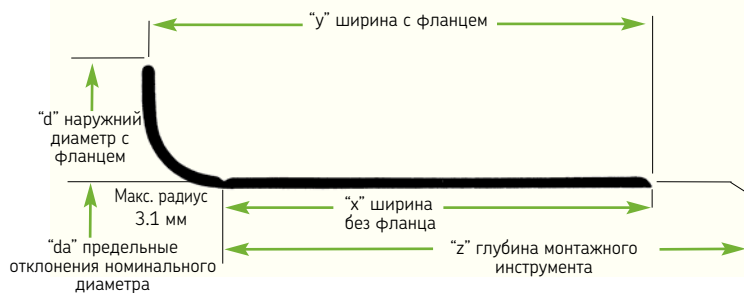 “y” ширина с фланцем
“d” наружний
диаметр с
фланцем
Макс. радиус
3.1 мм
“x” ширина
без фланца
“da” предельные
отклонения номинального
диаметра
“z” глубина монтажного
инструмента